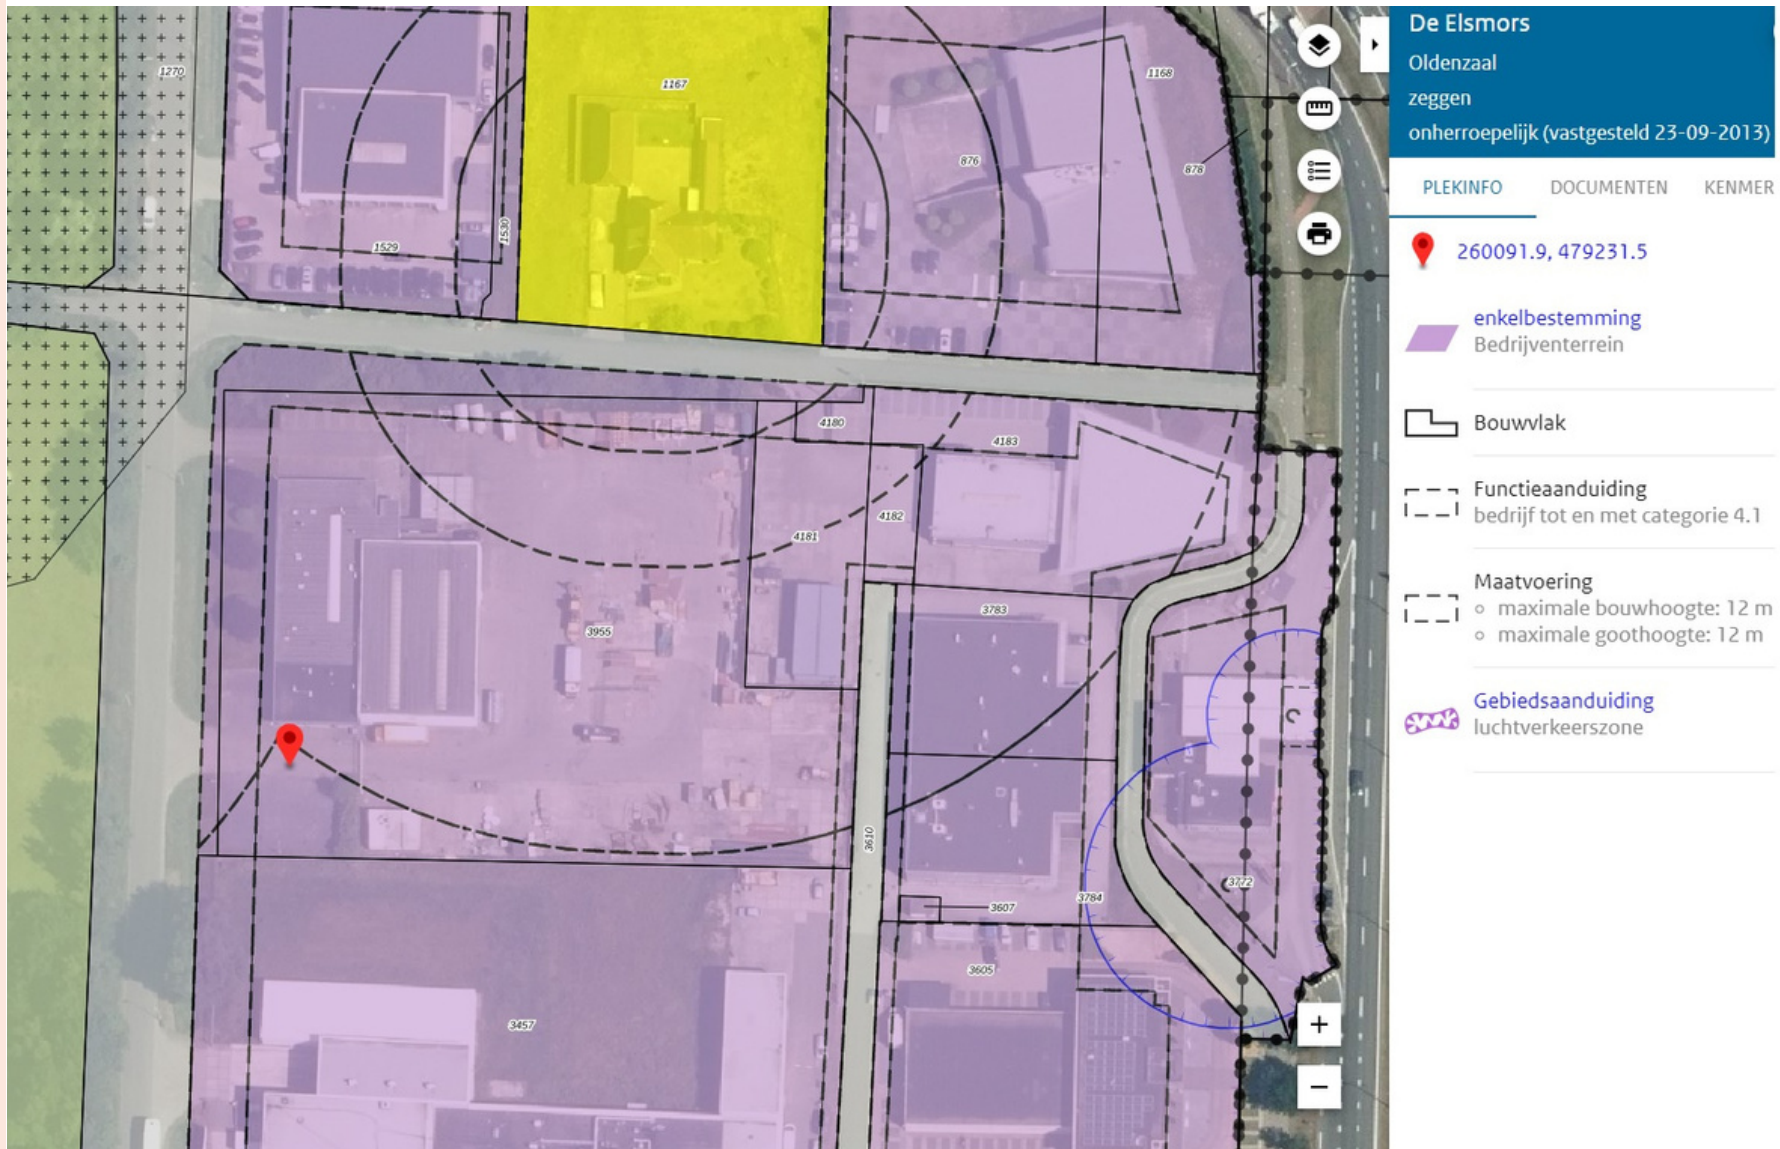 De Elsmors
Oldenzaal
zeggen
onherroepelijk (vastgesteld 23-09-2013)
PLEKINFO DOCUMENTEN KENMER
260091.9, 479231.5
enkelbestemming
Bedrijventerrein
Bouwvlak
Functieaanduiding
bedrijf tot en met categorie 4.1
Maatvoering
maximale bouwhoogte: 12 m
maximale goothoogte: 12 m
Gebiedsaanduiding
luchtverkeerszone
1270
1167
1168
876
878
1529
1530
4180
4183
4182
4181
3783
3955
3610
3772
3784
3607
3605
3457